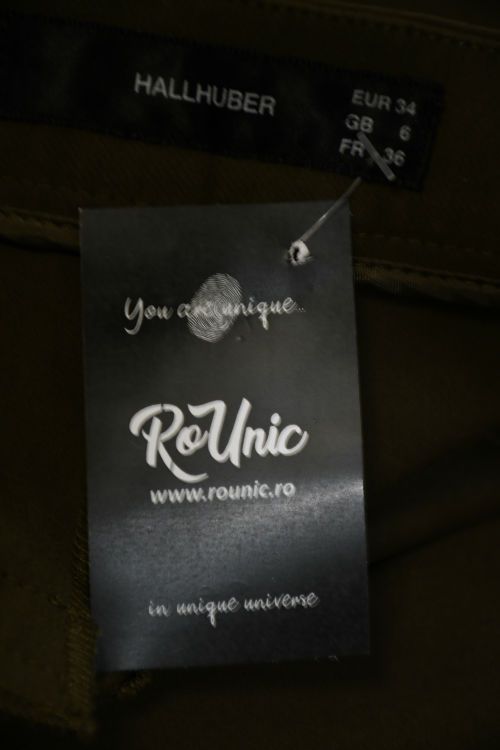 HALLHUBER
EUR 34
GB 6
FR 36
You are unique...
RoUnic
www.rounic.ro
in unique universe